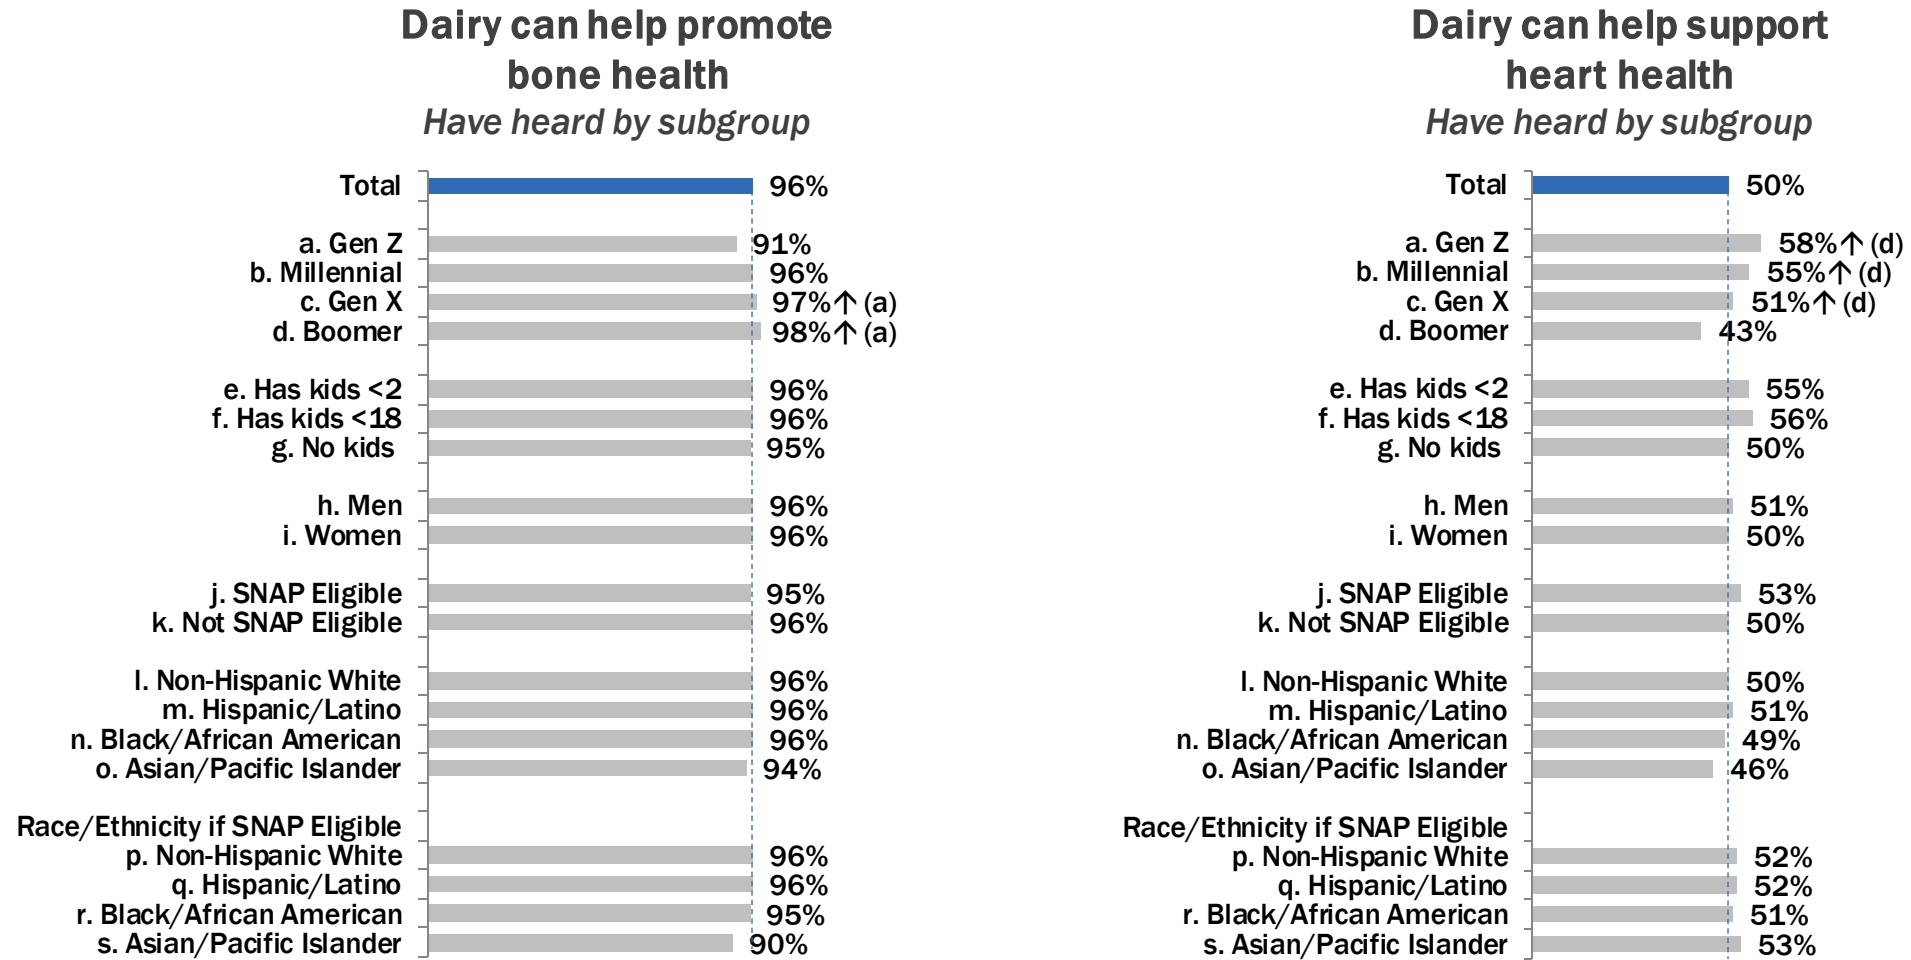 Dairy can help promote
bone health
Have heard by subgroup
Total 96%
a. Gen Z 91%
b. Millennial 96%
c. Gen X 97%↑ (a)
d. Boomer 98%↑ (a)
e. Has kids <2 96%
f. Has kids <18 96%
g. No kids 95%
h. Men 96%
i. Women 96%
j. SNAP Eligible 95%
k. Not SNAP Eligible 96%
l. Non-Hispanic White 96%
m. Hispanic/Latino 96%
n. Black/African American 96%
o. Asian/Pacific Islander 94%
Race/Ethnicity if SNAP Eligible
p. Non-Hispanic White 96%
q. Hispanic/Latino 96%
r. Black/African American 95%
s. Asian/Pacific Islander 90%
Dairy can help support
heart health
Have heard by subgroup
Total 50%
a. Gen Z 58%↑ (d)
b. Millennial 55%↑ (d)
c. Gen X 51%↑ (d)
d. Boomer 43%
e. Has kids <2 55%
f. Has kids <18 56%
g. No kids 50%
h. Men 51%
i. Women 50%
j. SNAP Eligible 53%
k. Not SNAP Eligible 50%
l. Non-Hispanic White 50%
m. Hispanic/Latino 51%
n. Black/African American 49%
o. Asian/Pacific Islander 46%
Race/Ethnicity if SNAP Eligible
p. Non-Hispanic White 52%
q. Hispanic/Latino 52%
r. Black/African American 51%
s. Asian/Pacific Islander 53%